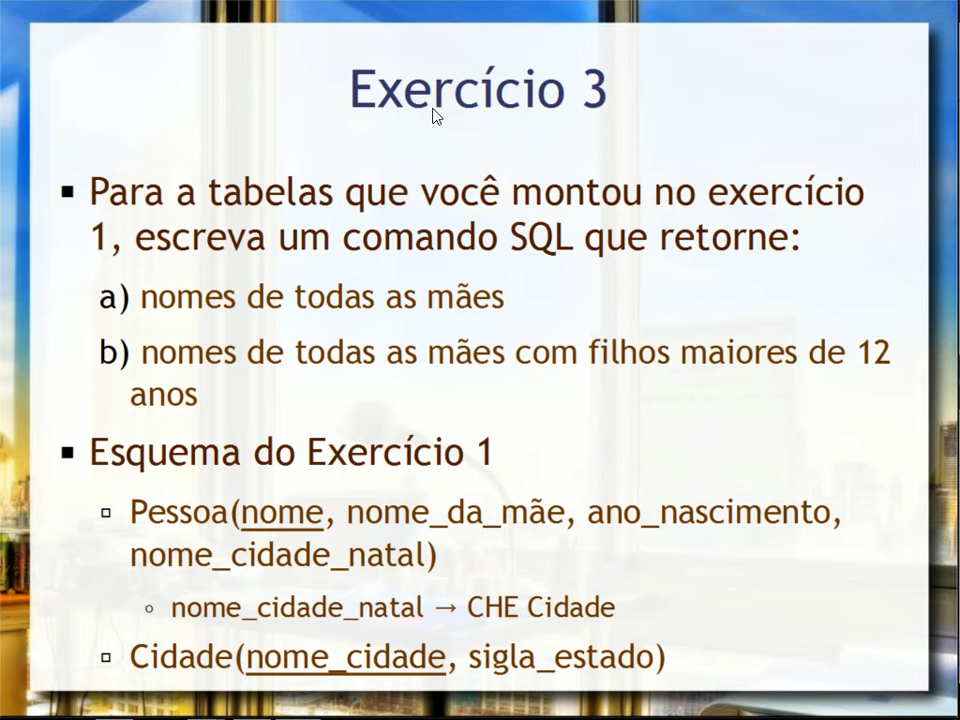 Exercício 3
▪ Para a tabelas que você montou no exercício
1, escreva um comando SQL que retorne:
a) nomes de todas as mães
b) nomes de todas as mães com filhos maiores de 12
anos
▪ Esquema do Exercício 1
▫ Pessoa(nome, nome_da_mãe, ano_nascimento,
nome_cidade_natal)
◦ nome_cidade_natal → CHE Cidade
▫ Cidade(nome_cidade, sigla_estado)